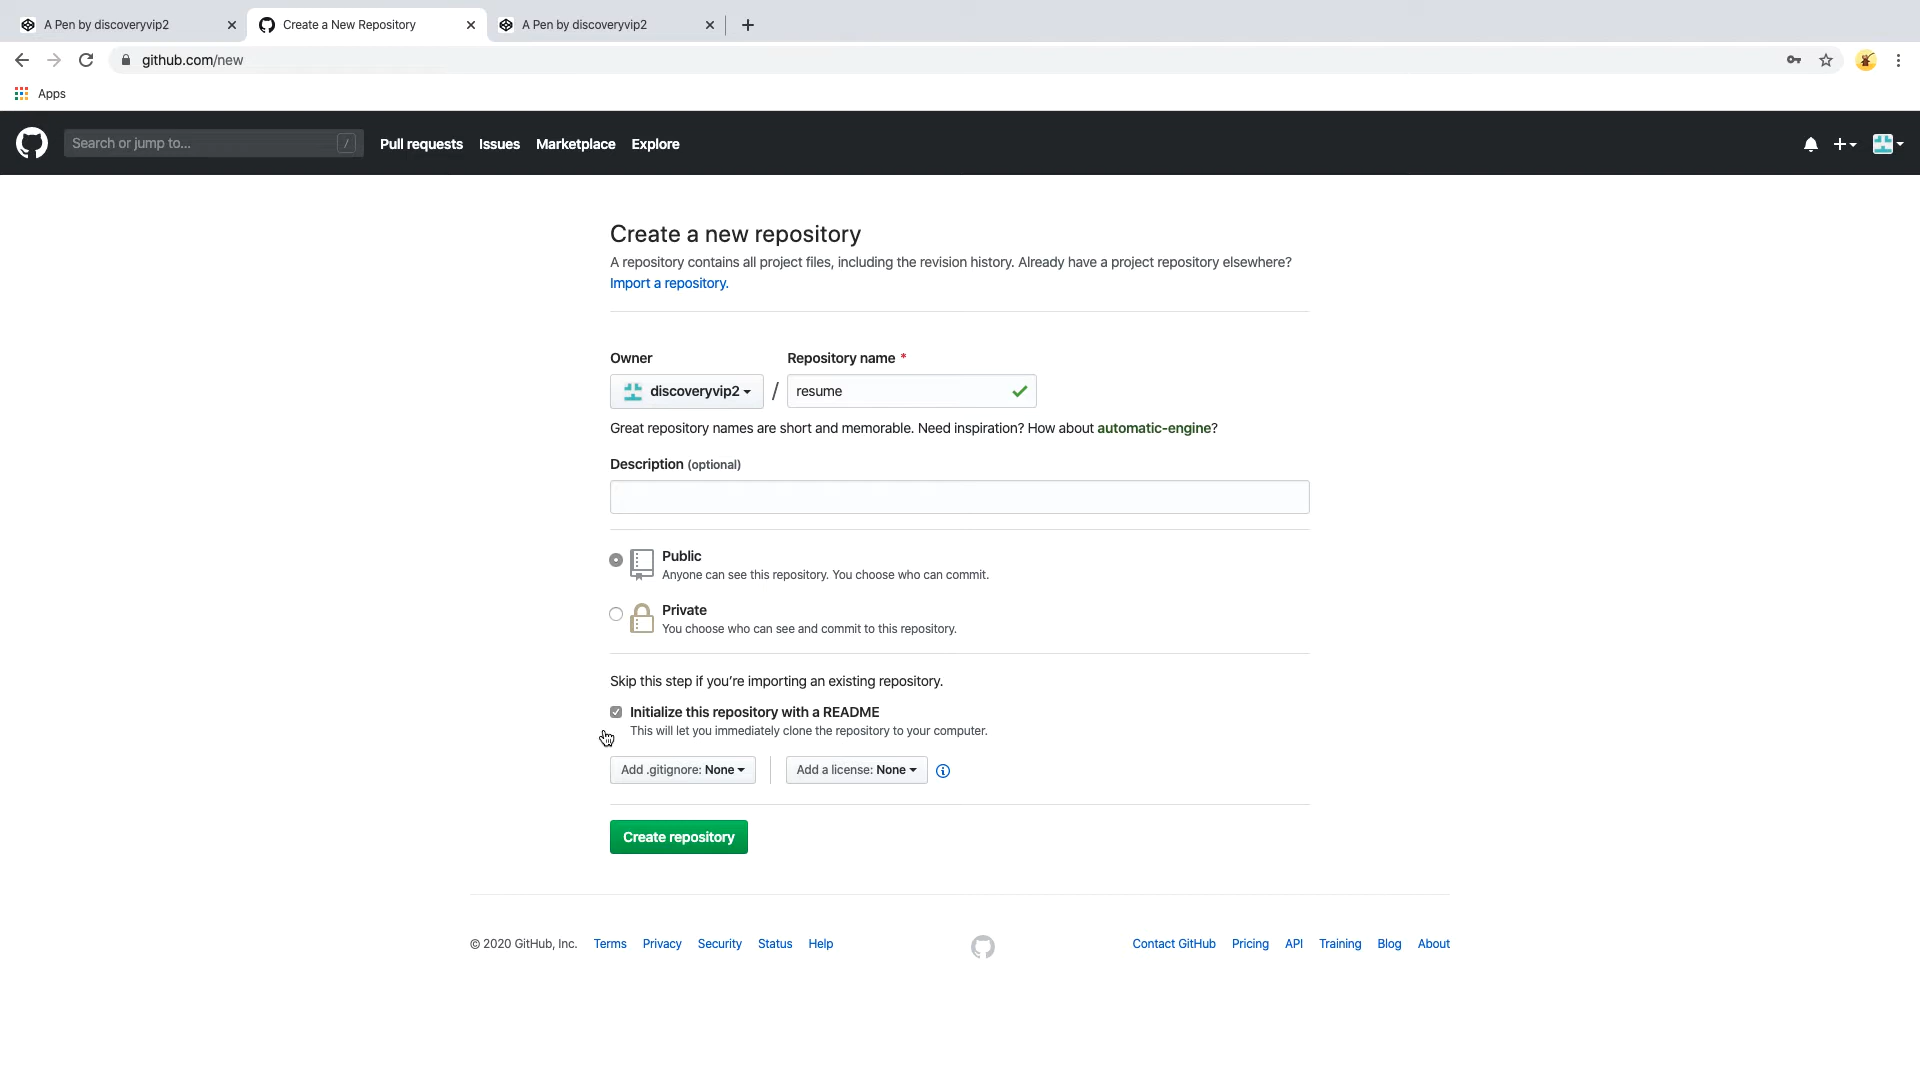 A Pen by discoveryvip2
Create a New Repository
A Pen by discoveryvip2
github.com/new
Apps
Search or jump to...
/
Pull requests
Issues
Marketplace
Explore
Create a new repository
A repository contains all project files, including the revision history. Already have a project repository elsewhere?
Import a repository.
Owner
Repository name *
discoveryvip2
/
resume
Great repository names are short and memorable. Need inspiration? How about automatic-engine?
Description (optional)
Public
Anyone can see this repository. You choose who can commit.
Private
You choose who can see and commit to this repository.
Skip this step if you’re importing an existing repository.
Initialize this repository with a README
This will let you immediately clone the repository to your computer.
Add .gitignore: None
Add a license: None
Create repository
© 2020 GitHub, Inc.
Terms
Privacy
Security
Status
Help
Contact GitHub
Pricing
API
Training
Blog
About